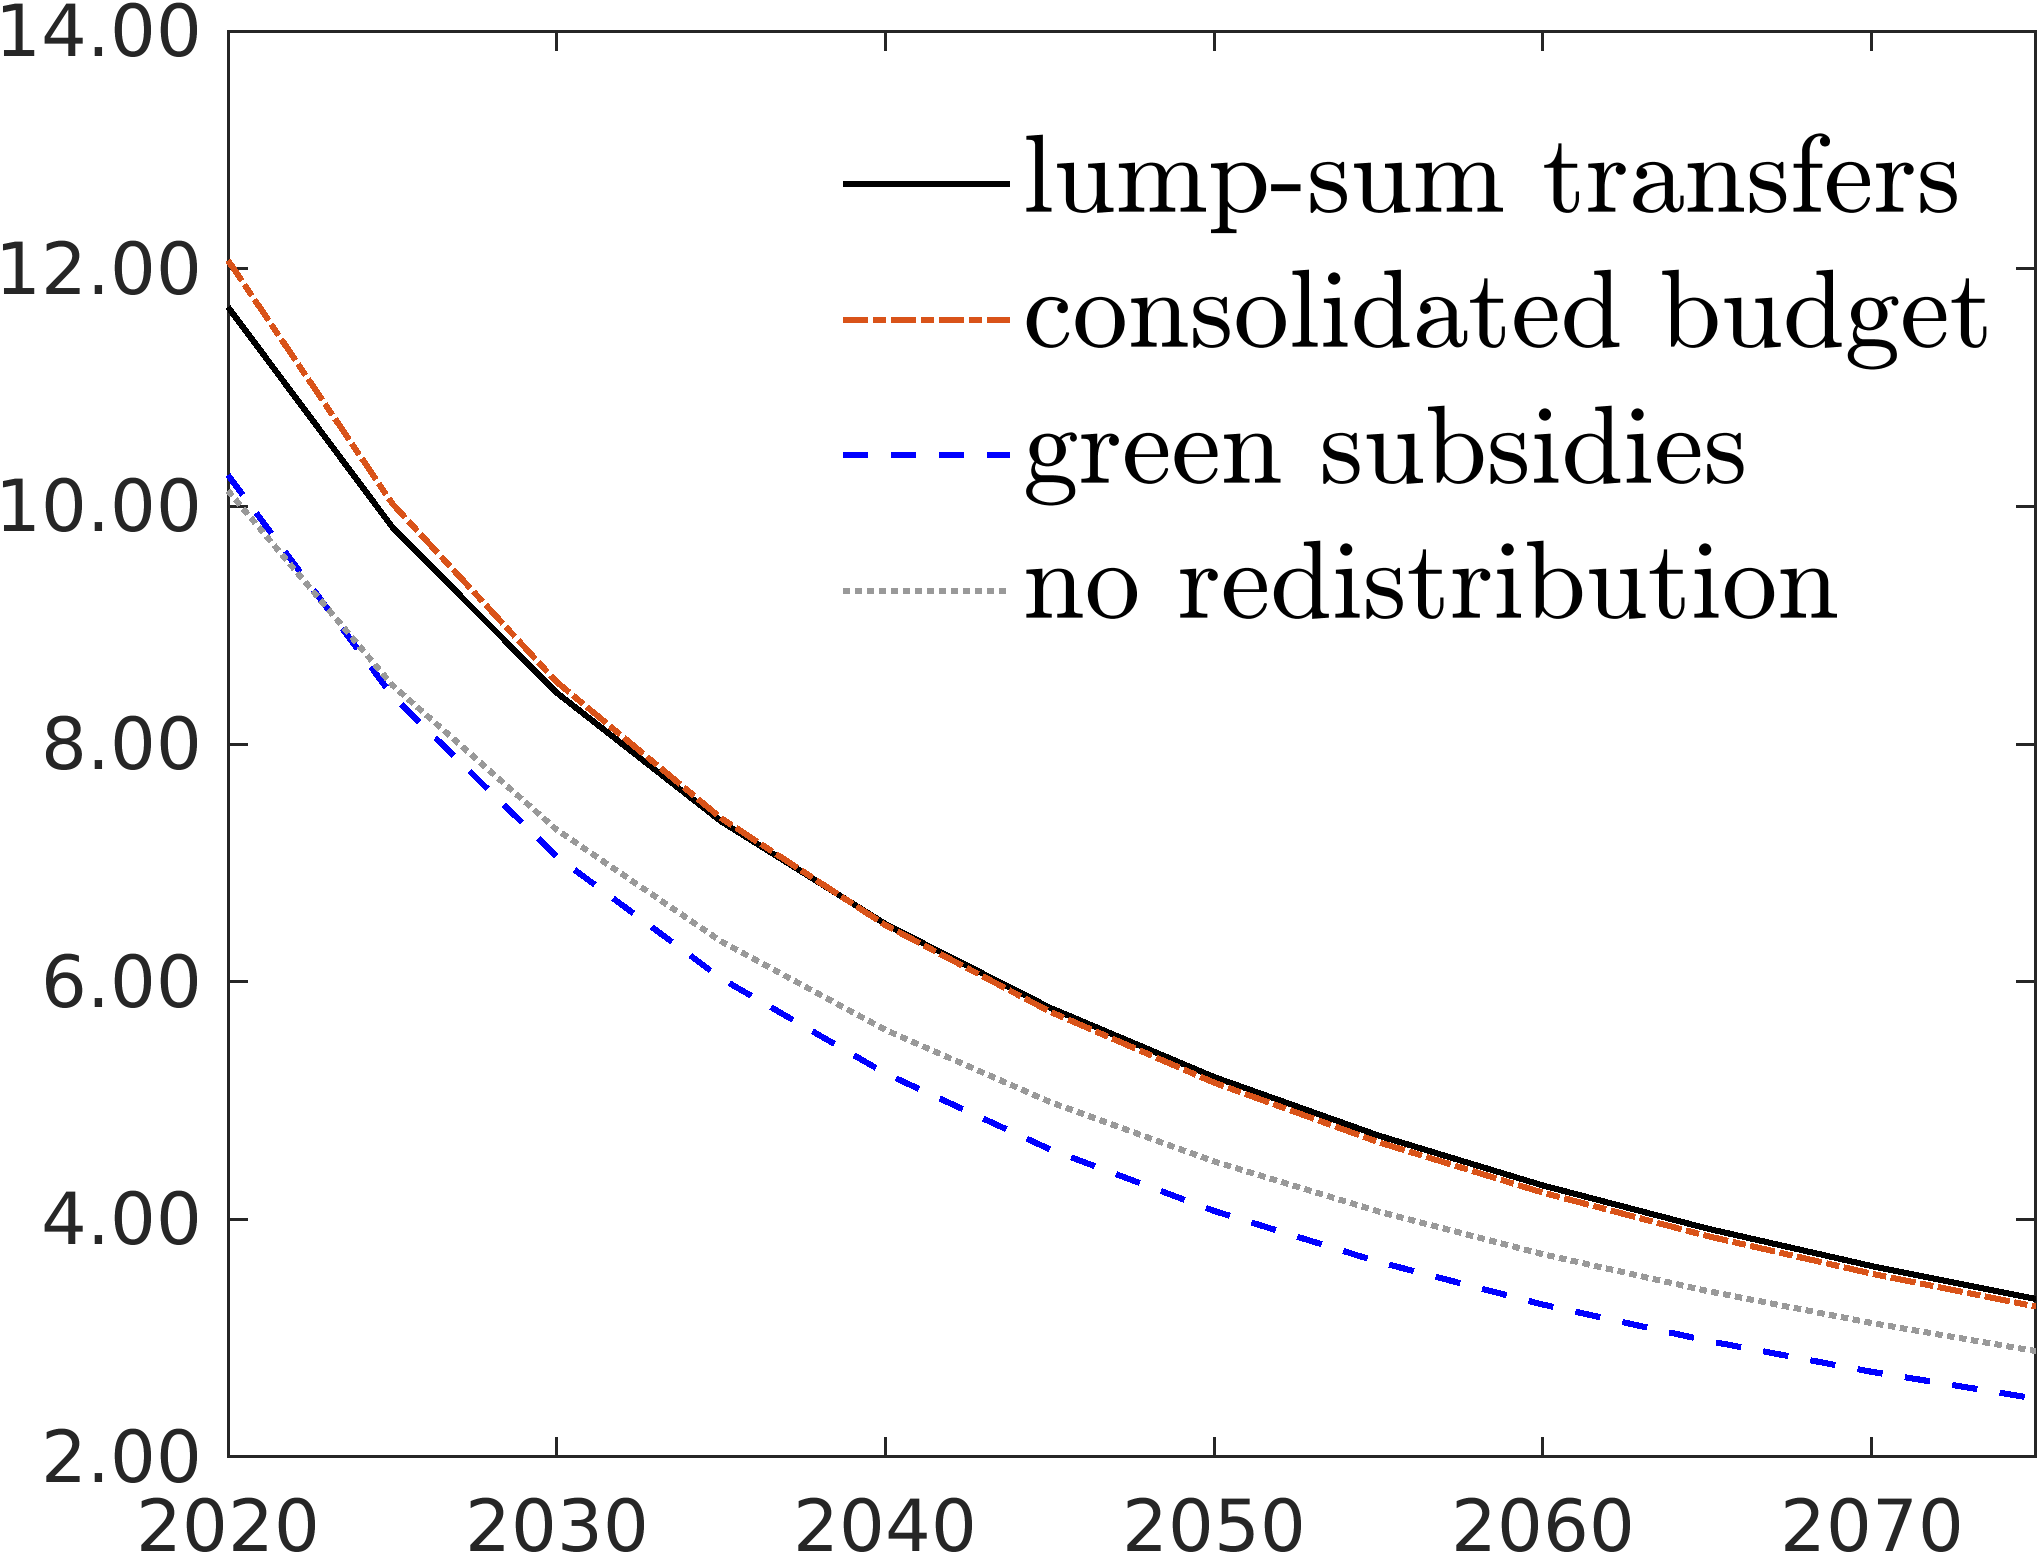 14.00
12.00
10.00
8.00
6.00
4.00
2.00
lump-sum transfers
consolidated budget
green subsidies
no redistribution
2020 2030 2040 2050 2060 2070